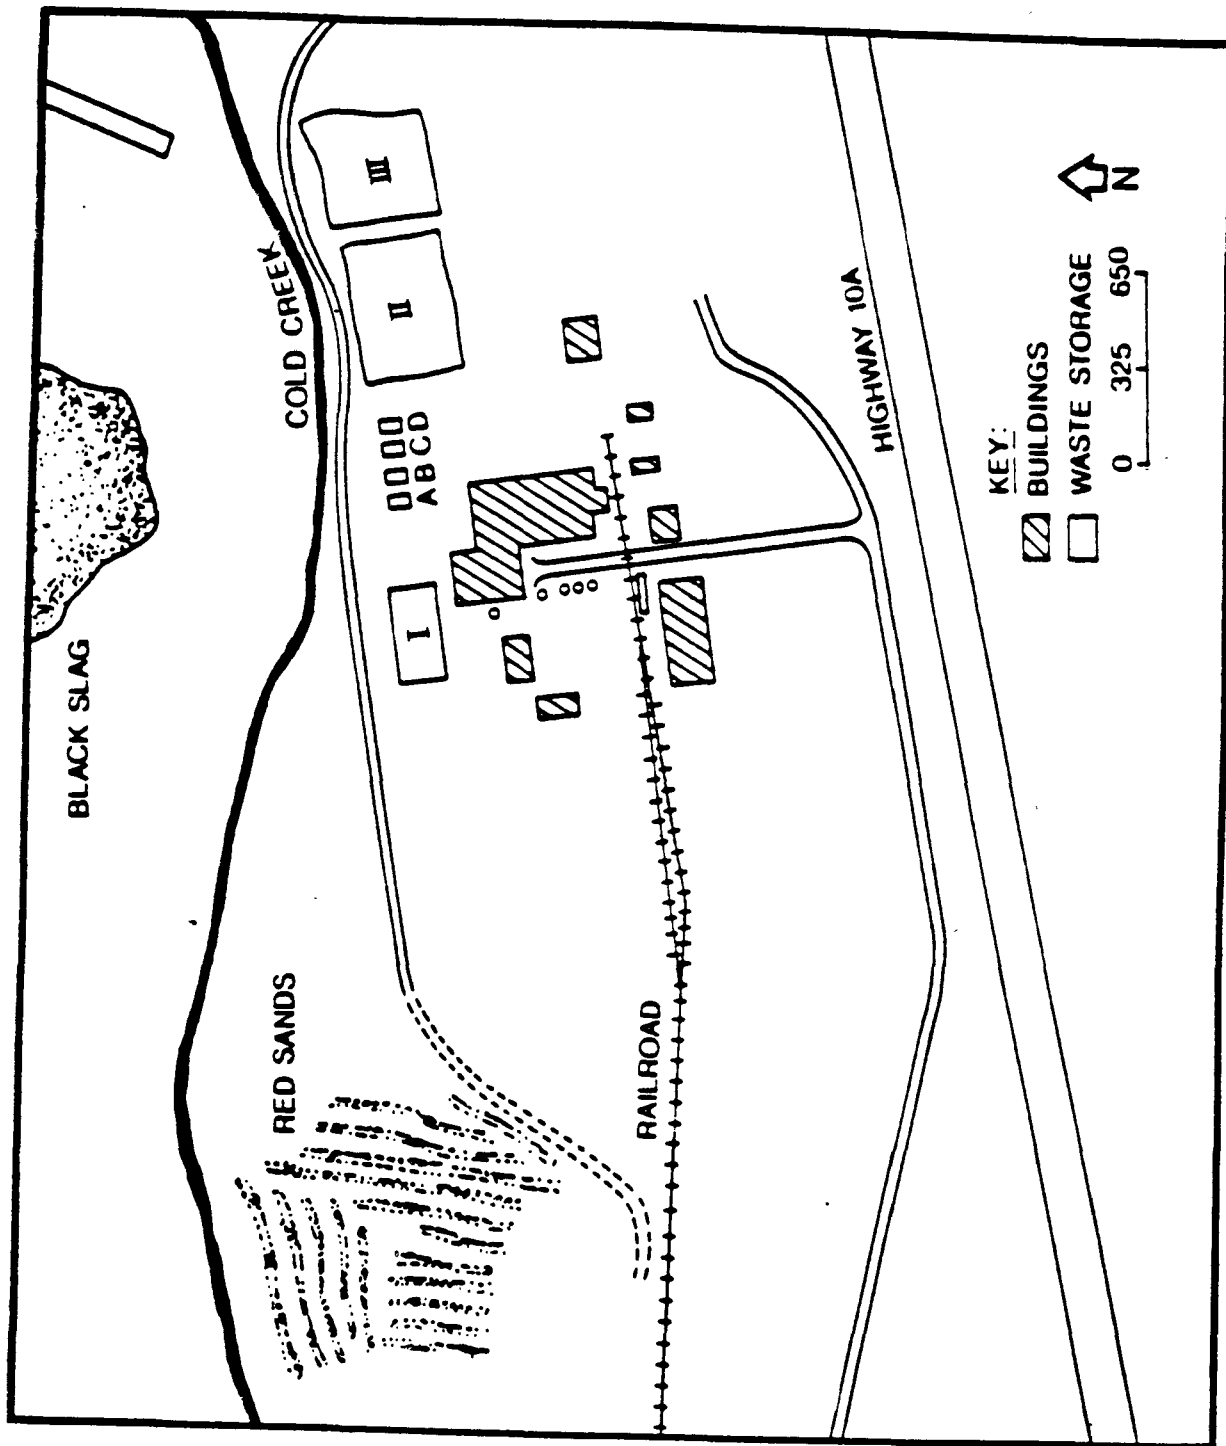 BLACK SLAG
COLD CREEK
RED SANDS
III
II
I
A B C D
RAILROAD
HIGHWAY 10A
KEY:
BUILDINGS
WASTE STORAGE
0 325 650
N